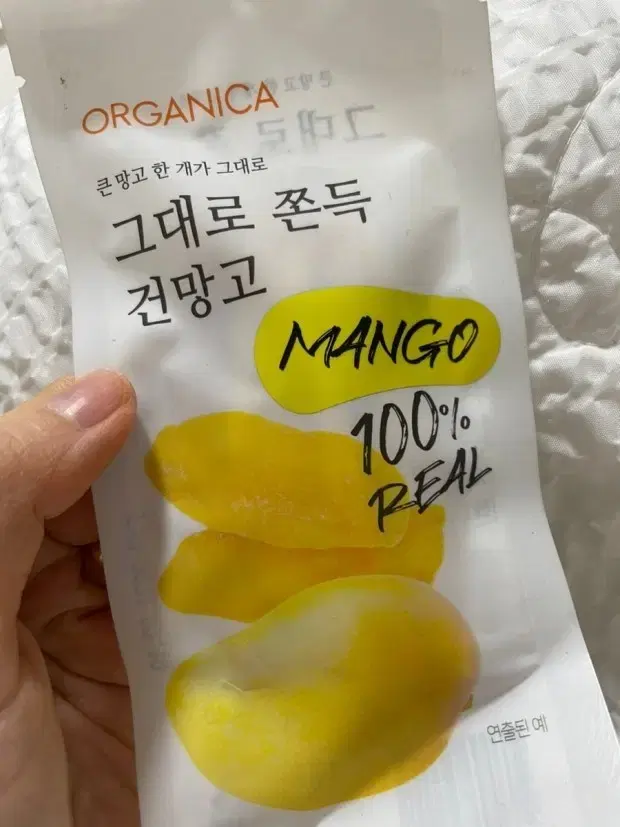 ORGANICA
큰 망고 한 개가 그대로
그대로 쫀득
건망고
MANGO
100%
REAL
연출된 예